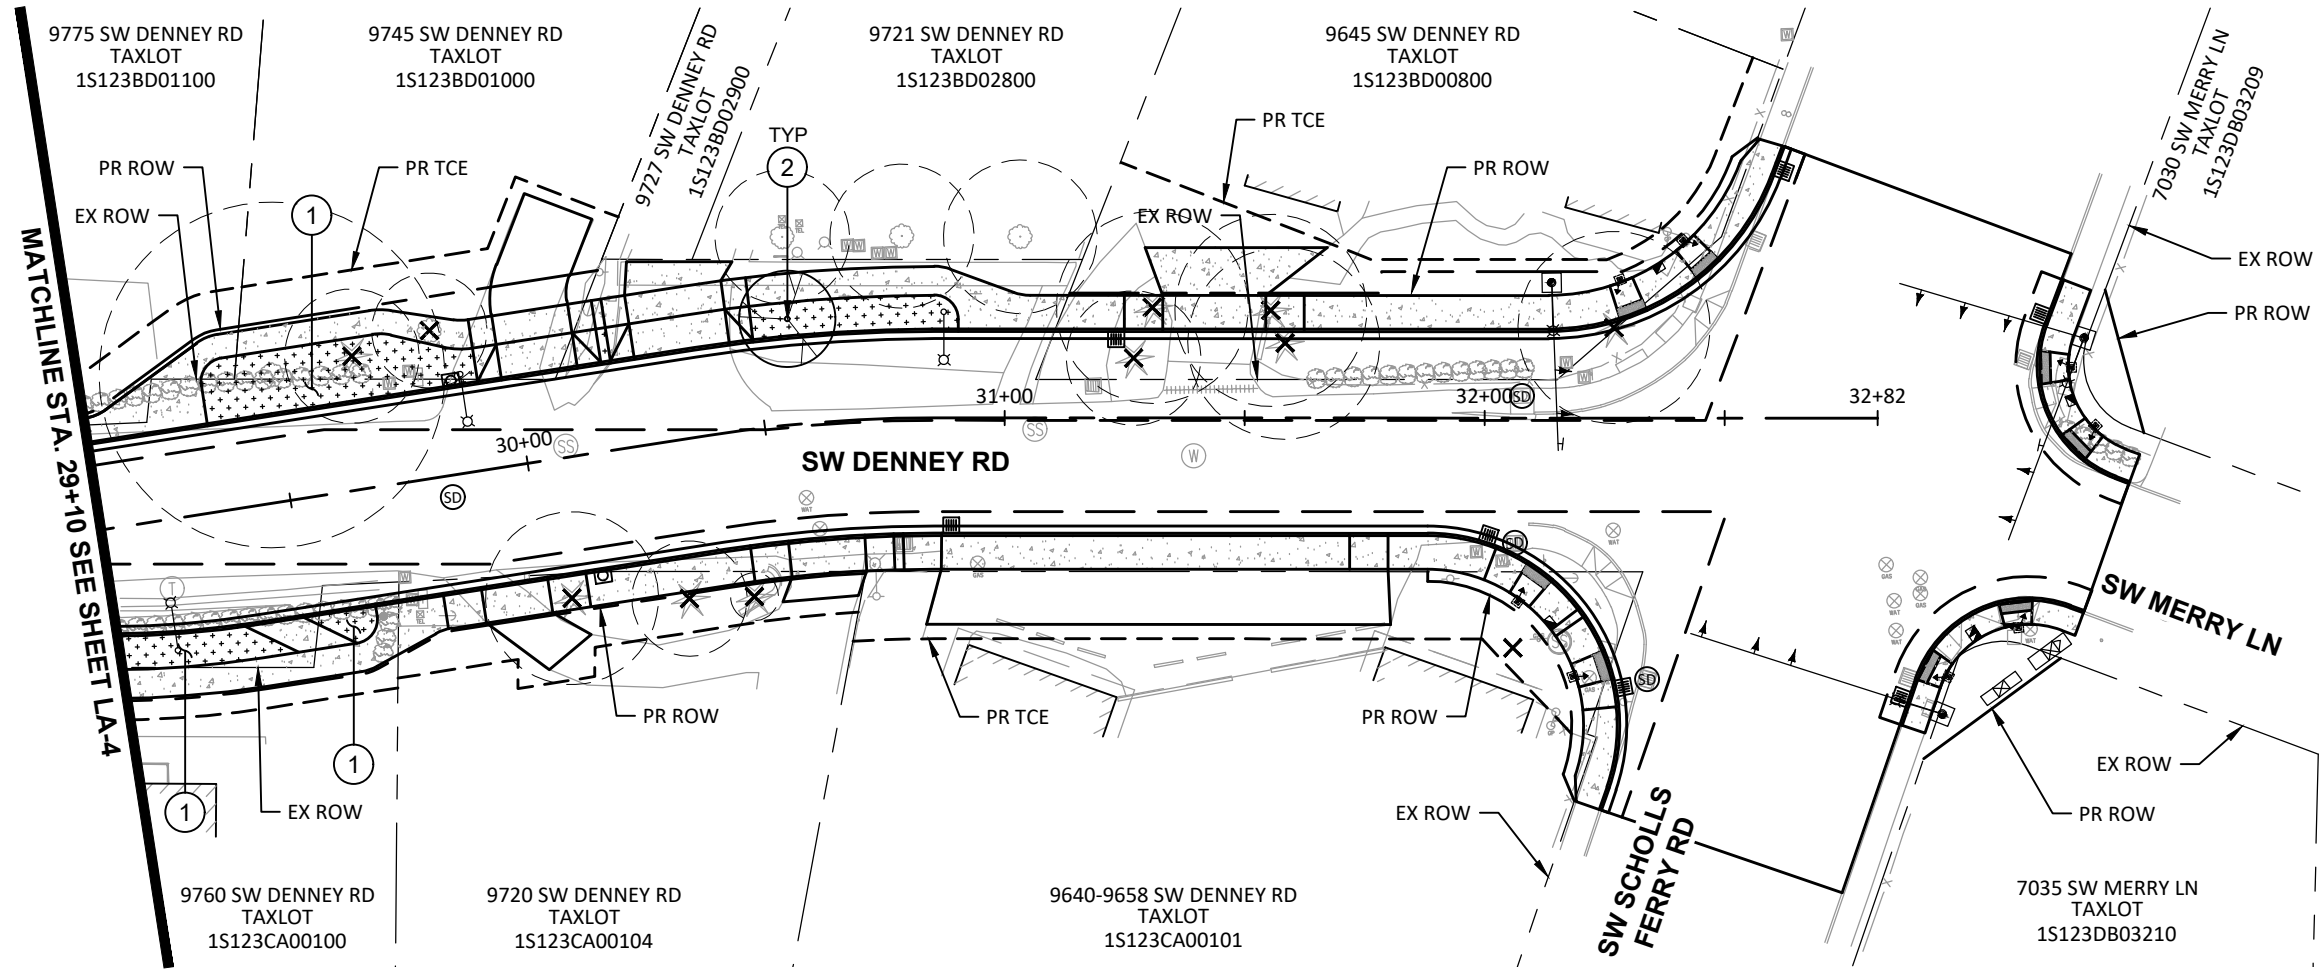 9775 SW DENNEY RD
TAXLOT
1S123BD01100
9745 SW DENNEY RD
TAXLOT
1S123BD01000
9727 SW DENNEY RD
TAXLOT
1S123BD02900
9721 SW DENNEY RD
TAXLOT
1S123BD02800
9645 SW DENNEY RD
TAXLOT
1S123BD00800
7030 SW MERRY LN
TAXLOT
1S123DB03209
PR ROW
EX ROW
1
PR TCE
TYP
2
PR TCE
PR ROW
EX ROW
EX ROW
PR ROW
MATCHLINE STA. 29+10 SEE SHEET LA-4
30+00
31+00
32+00
SD
32+82
SS
SS
W
SD
SW DENNEY RD
SD
SD
SW MERRY LN
T
PR ROW
PR TCE
PR ROW
1
1
EX ROW
EX ROW
EX ROW
PR ROW
SW SCHOLLS
FERRY RD
9760 SW DENNEY RD
TAXLOT
1S123CA00100
9720 SW DENNEY RD
TAXLOT
1S123CA00104
9640-9658 SW DENNEY RD
TAXLOT
1S123CA00101
7035 SW MERRY LN
TAXLOT
1S123DB03210